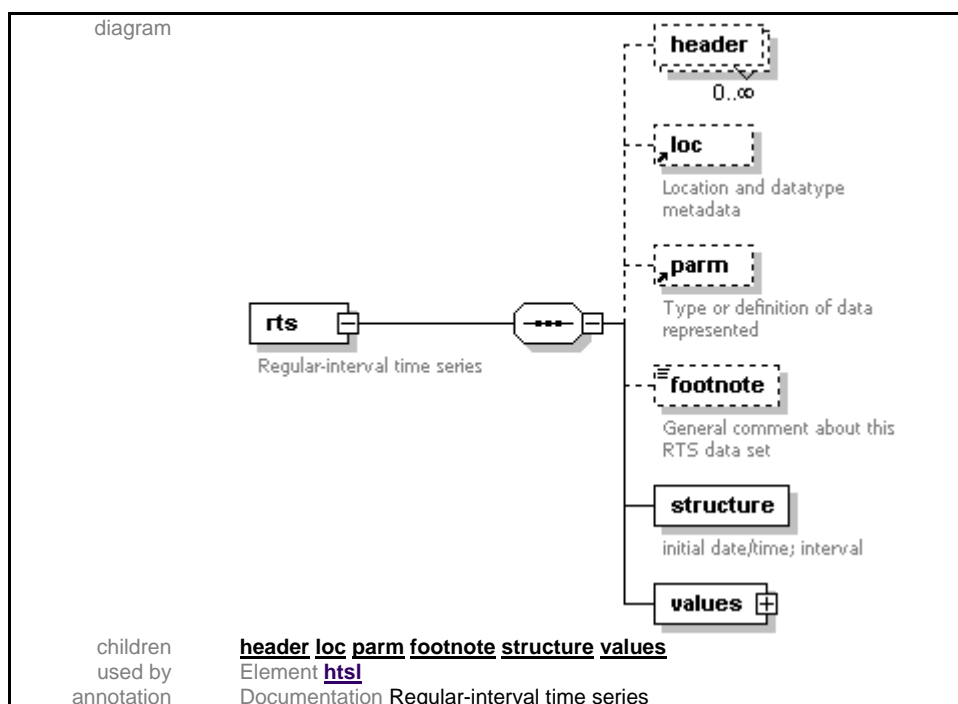 diagram
header
0..∞
loc
Location and datatype
metadata
parm
Type or definition of data
represented
rts
Regular-interval time series
footnote
General comment about this
RTS data set
structure
initial date/time; interval
values
children header loc parm footnote structure values
used by Element htsl
annotation Documentation Regular-interval time series